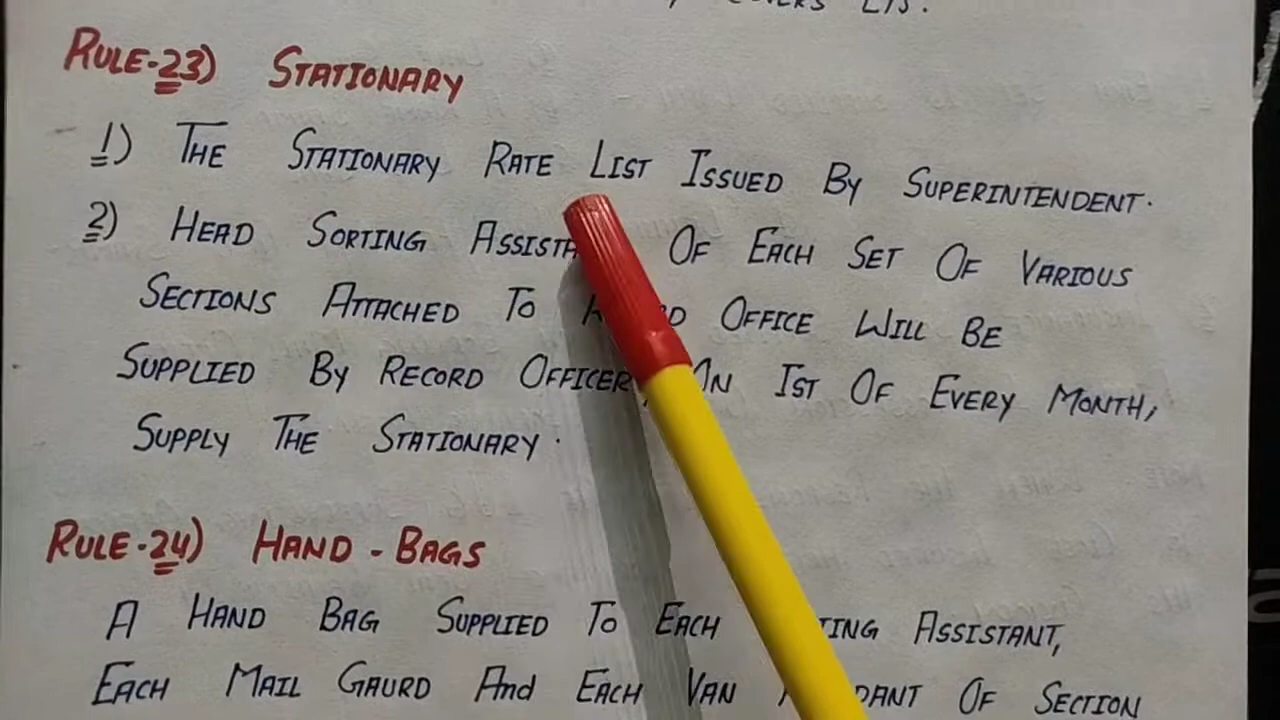 Rule-23) Stationary
1) The Stationary Rate List Issued By Superintendent.
2) Head Sorting Of Each Set Of Various
Sections Attached To Office Will Be
Supplied By Record Officer, On Ist Of Every Month,
Supply The Stationary.
Rule-24) Hand-Bags
A Hand Bag Supplied To Each Assistant,
Each Mail Gaurd And Each Van Of Section